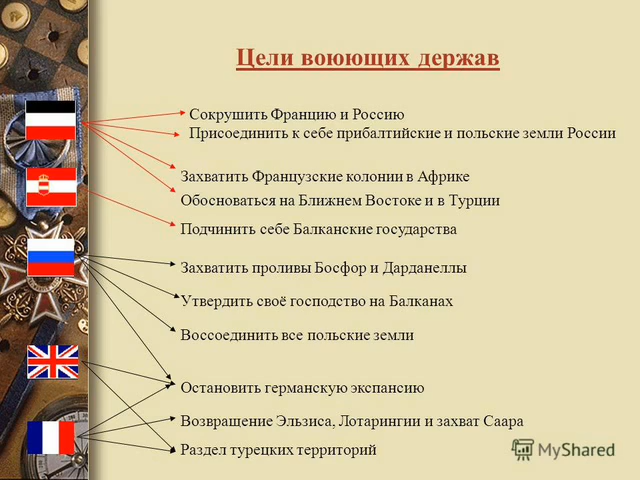 Цели воюющих держав
Сокрушить Францию и Россию
Присоединить к себе прибалтийские и польские земли России
Захватить Французские колонии в Африке
Обосноваться на Ближнем Востоке и в Турции
Подчинить себе Балканские государства
Захватить проливы Босфор и Дарданеллы
Утвердить своё господство на Балканах
Воссоединить все польские земли
Остановить германскую экспансию
Возвращение Эльзиса, Лотарингии и захват Саара
Раздел турецких территорий
MyShared